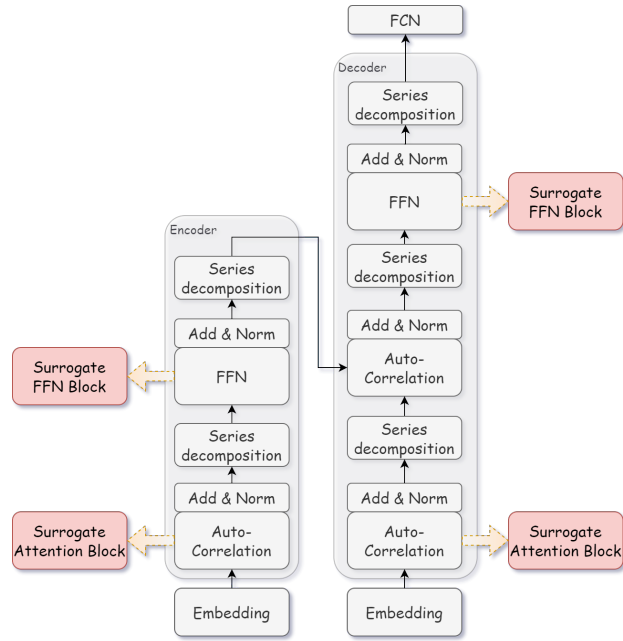 FCN
Decoder
Series
decomposition
Add & Norm
FFN
Surrogate
FFN Block
Series
decomposition
Add & Norm
Auto-
Correlation
Series
decomposition
Add & Norm
Auto-
Correlation
Surrogate
Attention Block
Embedding
Encoder
Series
decomposition
Add & Norm
FFN
Surrogate
FFN Block
Series
decomposition
Add & Norm
Auto-
Correlation
Surrogate
Attention Block
Embedding